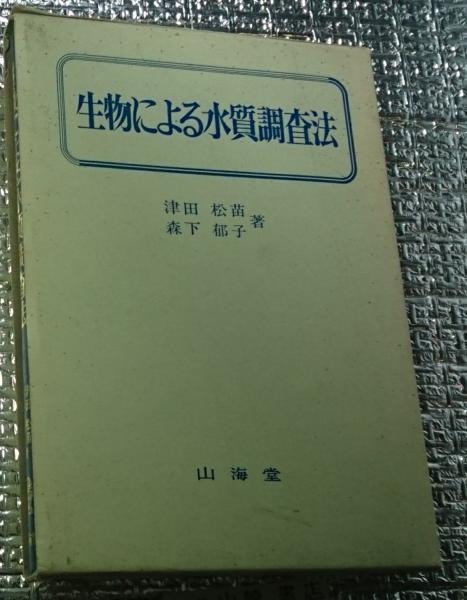 生物による水質調査法
津田 松苗
森下 郁子 著
山海堂